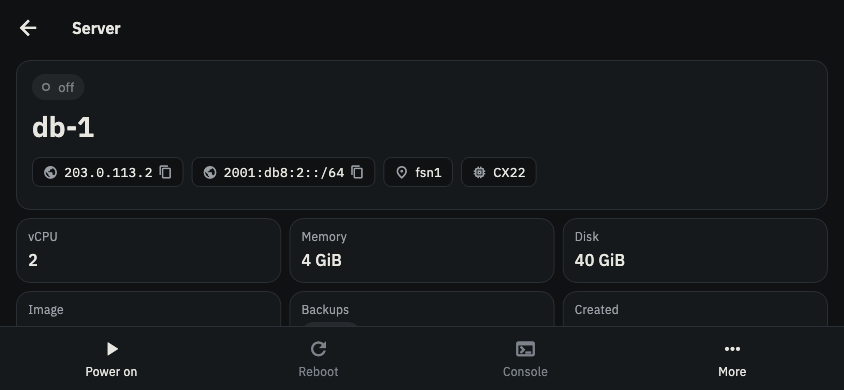 Server
off
db-1
203.0.113.2 2001:db8:2::/64 fsn1 CX22
vCPU Memory Disk
2 4 GiB 40 GiB
Image Backups Created
Power on Reboot Console More